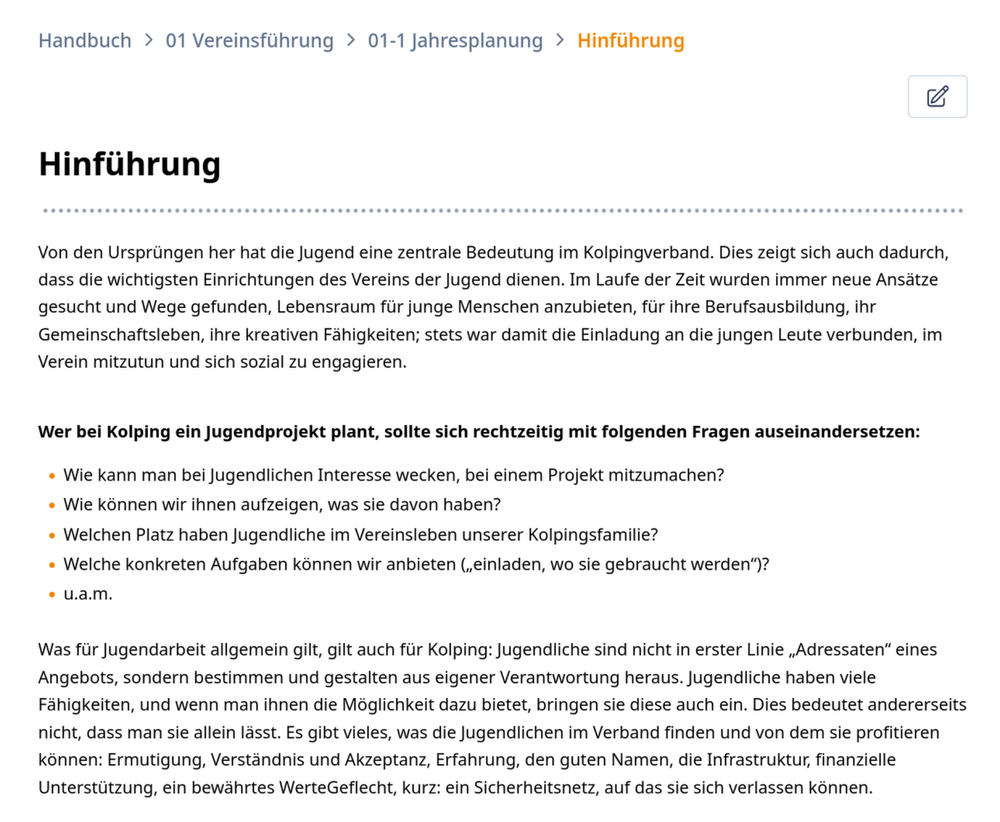 Handbuch > 01 Vereinsführung > 01-1 Jahresplanung > Hinführung
Hinführung
Von den Ursprüngen her hat die Jugend eine zentrale Bedeutung im Kolpingverband. Dies zeigt sich auch dadurch,
dass die wichtigsten Einrichtungen des Vereins der Jugend dienen. Im Laufe der Zeit wurden immer neue Ansätze
gesucht und Wege gefunden, Lebensraum für junge Menschen anzubieten, für ihre Berufsausbildung, ihr
Gemeinschaftsleben, ihre kreativen Fähigkeiten; stets war damit die Einladung an die jungen Leute verbunden, im
Verein mitzutun und sich sozial zu engagieren.
Wer bei Kolping ein Jugendprojekt plant, sollte sich rechtzeitig mit folgenden Fragen auseinandersetzen:
• Wie kann man bei Jugendlichen Interesse wecken, bei einem Projekt mitzumachen?
• Wie können wir ihnen aufzeigen, was sie davon haben?
• Welchen Platz haben Jugendliche im Vereinsleben unserer Kolpingsfamilie?
• Welche konkreten Aufgaben können wir anbieten („einladen, wo sie gebraucht werden“)?
• u.a.m.
Was für Jugendarbeit allgemein gilt, gilt auch für Kolping: Jugendliche sind nicht in erster Linie „Adressaten“ eines
Angebots, sondern bestimmen und gestalten aus eigener Verantwortung heraus. Jugendliche haben viele
Fähigkeiten, und wenn man ihnen die Möglichkeit dazu bietet, bringen sie diese auch ein. Dies bedeutet andererseits
nicht, dass man sie allein lässt. Es gibt vieles, was die Jugendlichen im Verband finden und von dem sie profitieren
können: Ermutigung, Verständnis und Akzeptanz, Erfahrung, den guten Namen, die Infrastruktur, finanzielle
Unterstützung, ein bewährtes WerteGeflecht, kurz: ein Sicherheitsnetz, auf das sie sich verlassen können.